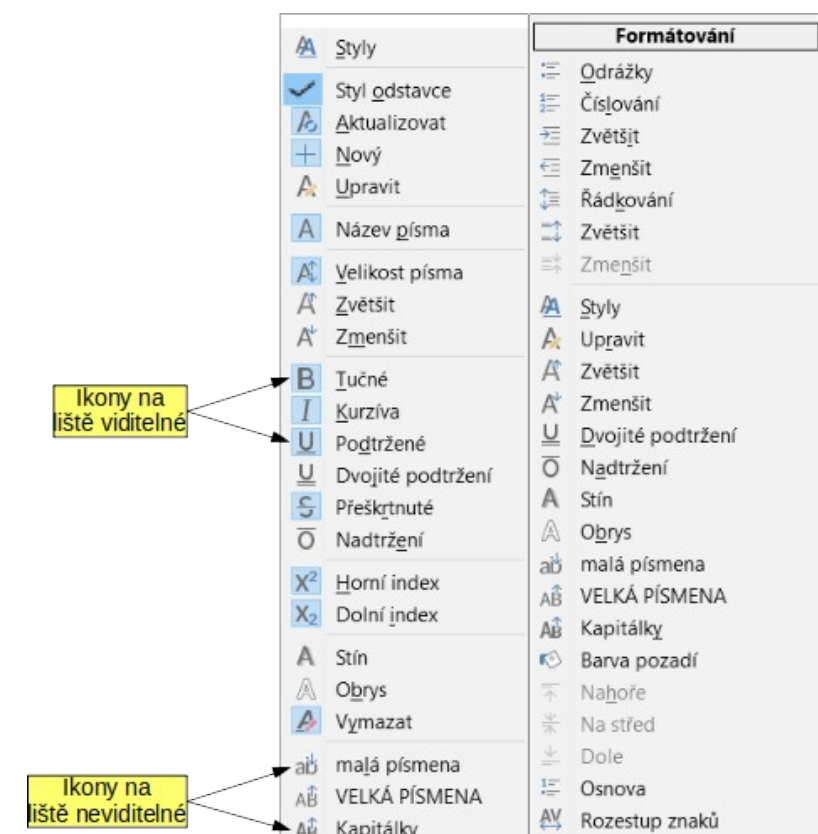 Styly
Styl odstavce
Aktualizovat
Nový
Upravit
Název písma
Velikost písma
Zvětšit
Zmenšit
Tučné
Kurzíva
Podtržené
Dvojité podtržení
Přeškrtnuté
Nadtržení
Horní index
Dolní index
Stín
Obrys
Vymazat
malá písmena
VELKÁ PÍSMENA
Kapitálky
Ikony na
liště viditelné
Ikony na
liště neviditelné
Formátování
Odrážky
Číslování
Zvětšit
Zmenšit
Řádkování
Zvětšit
Zmenšit
Styly
Upravit
Zvětšit
Zmenšit
Dvojité podtržení
Nadtržení
Stín
Obrys
malá písmena
VELKÁ PÍSMENA
Kapitálky
Barva pozadí
Nahoře
Na střed
Dole
Osnova
Rozestup znaků